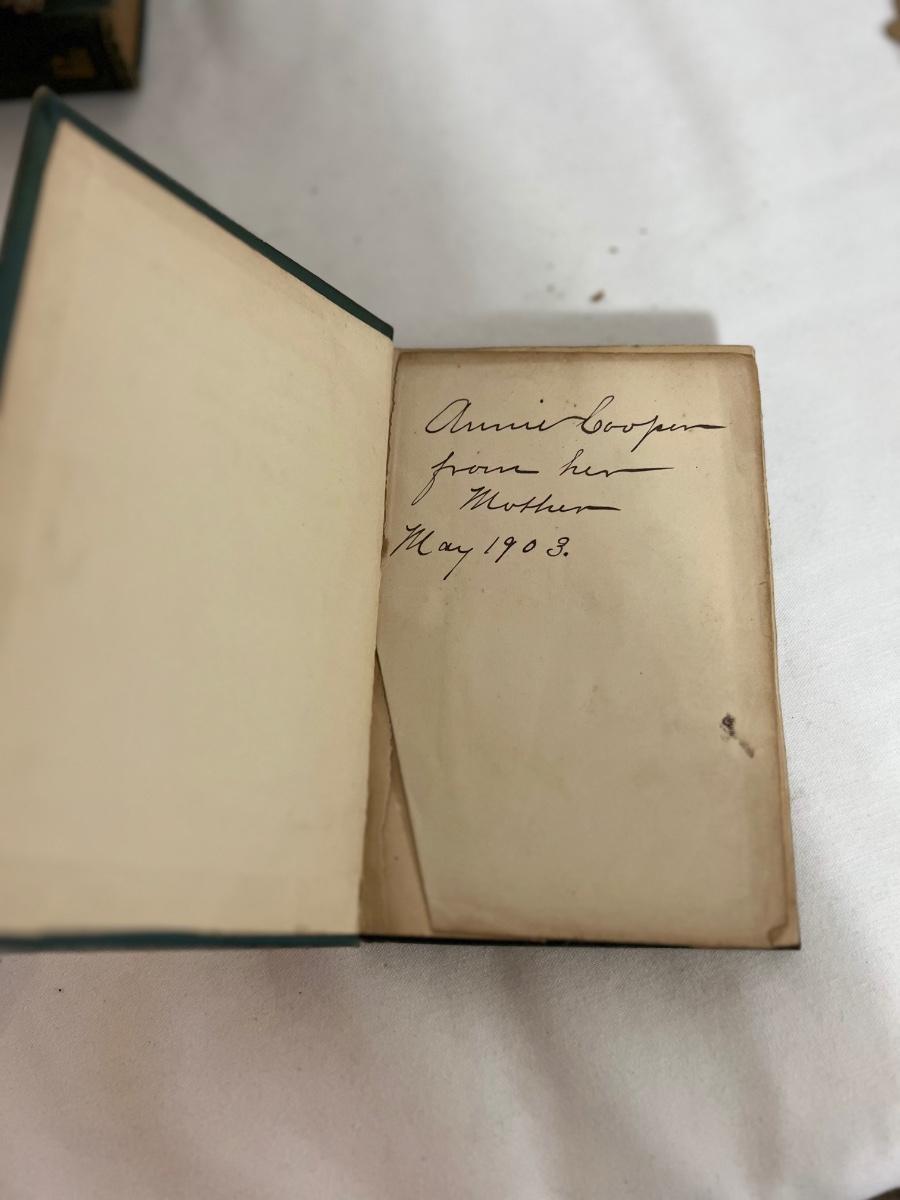 Annie Cooper
from her
Mother
May 1903.